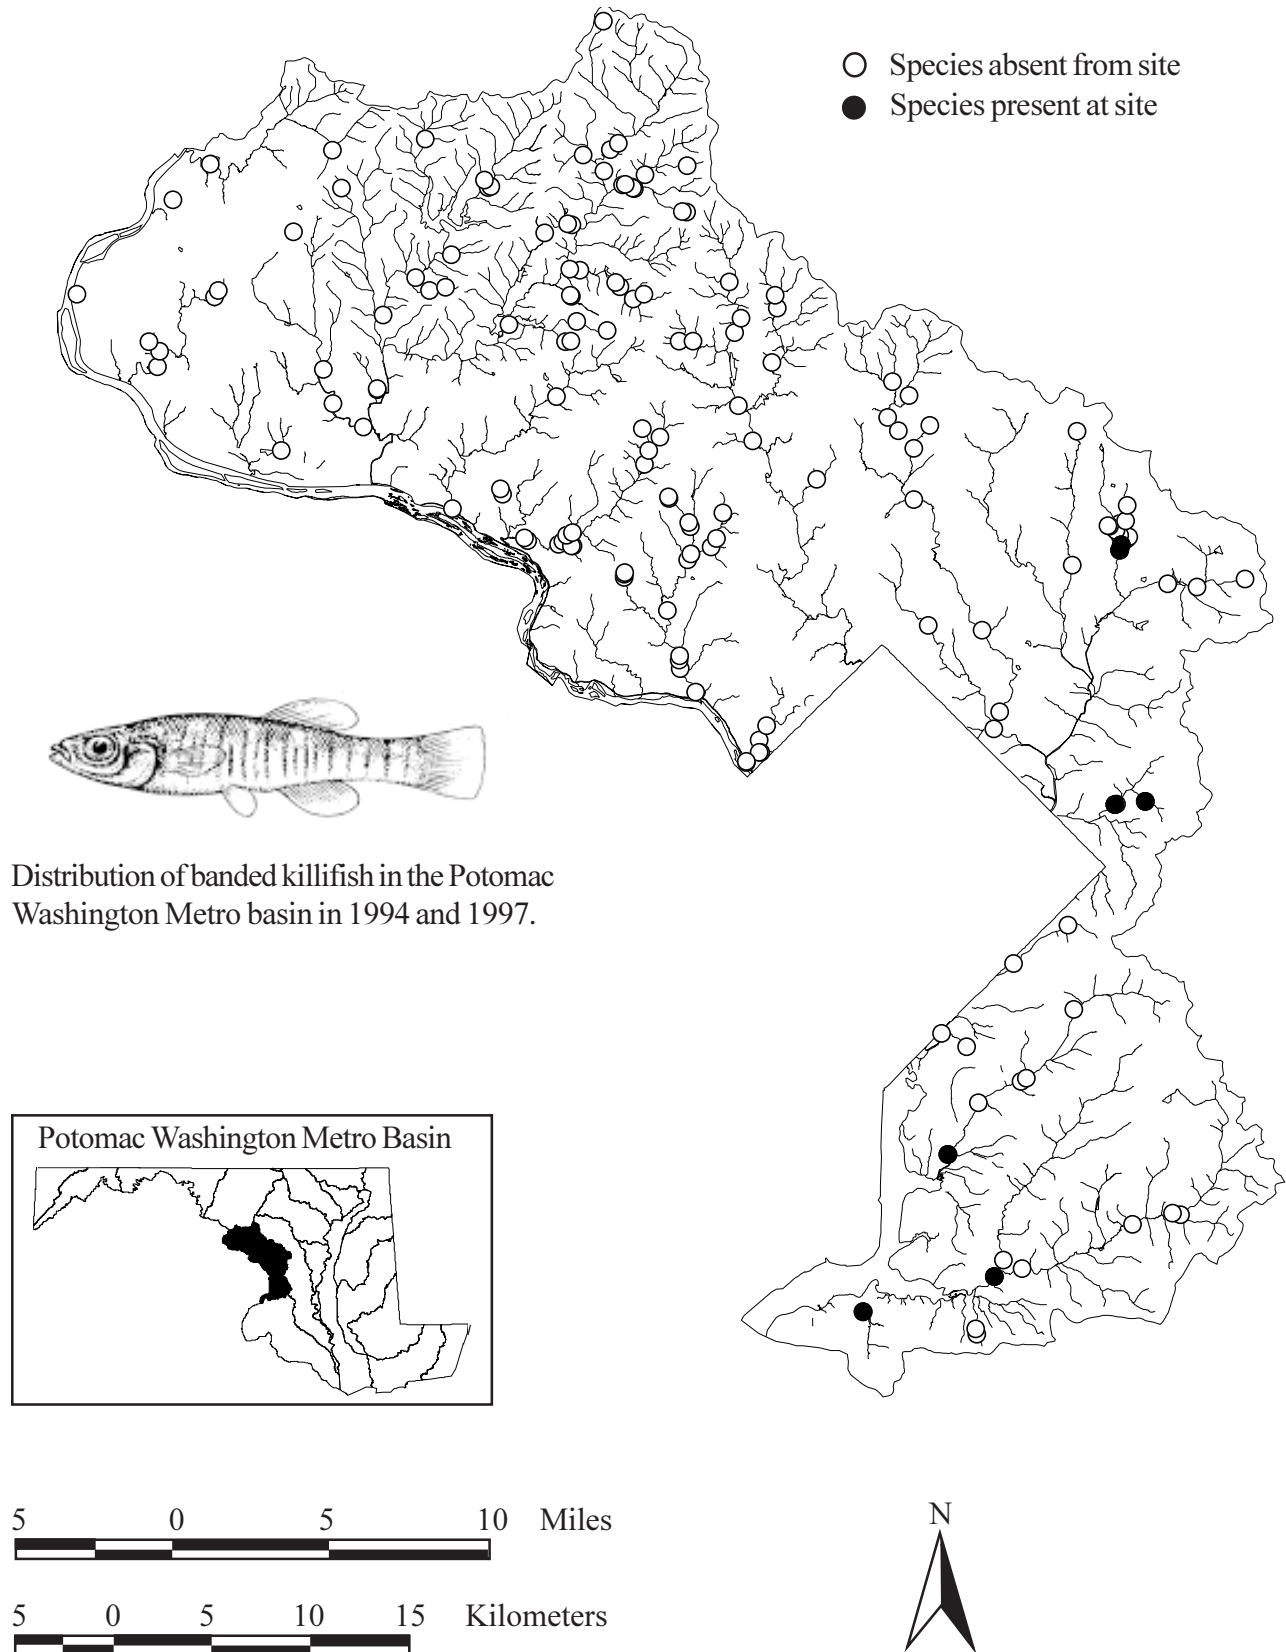 Species absent from site
Species present at site
Distribution of banded killifish in the Potomac
Washington Metro basin in 1994 and 1997.
Potomac Washington Metro Basin
5 0 5 10 Miles
N
5 0 5 10 15 Kilometers